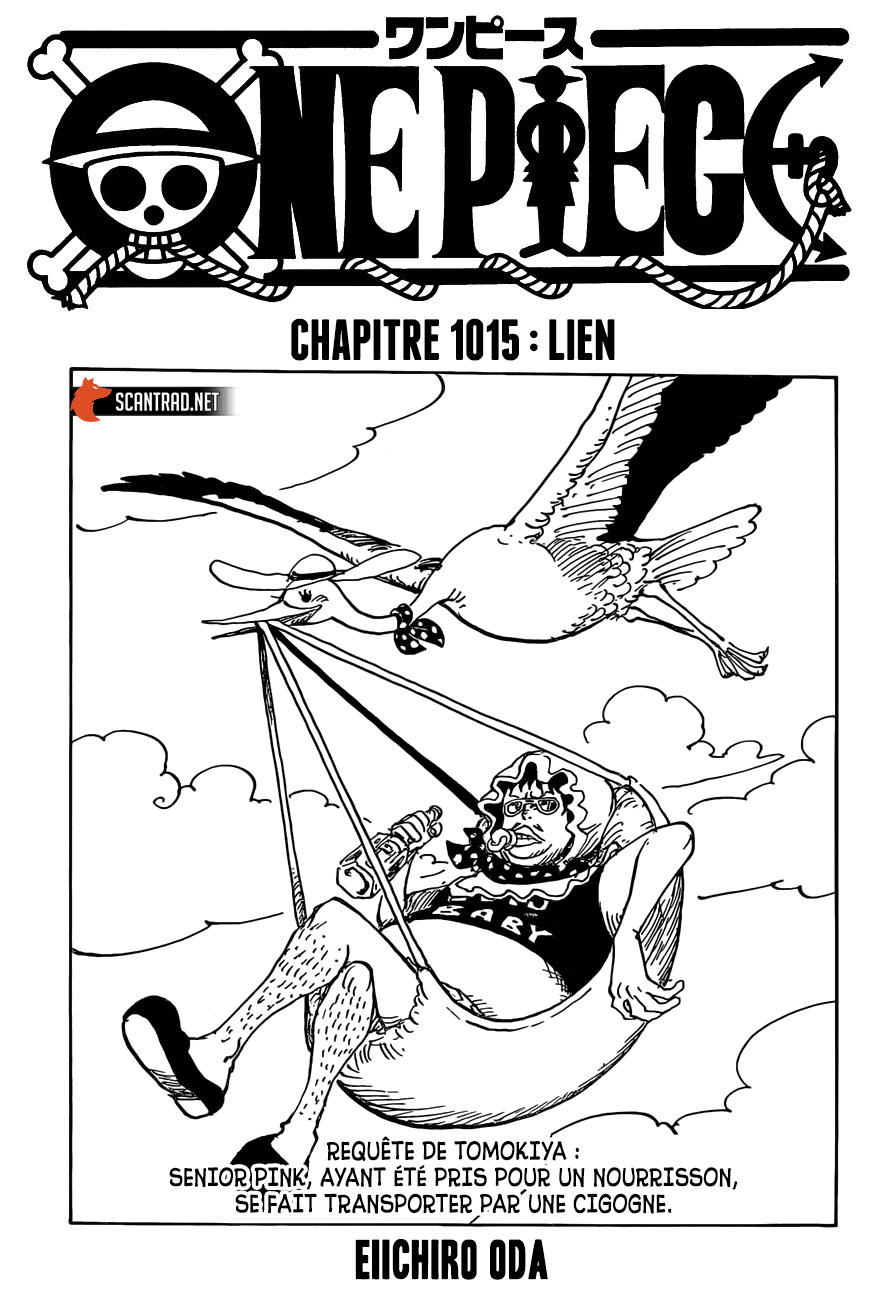 ワンピース
ONE PIECE
CHAPITRE 1015 : LIEN
SCANTRAD.NET
BABY
REQUÊTE DE TOMOKIYA :
SENIOR PINK, AYANT ÉTÉ PRIS POUR UN NOURRISSON,
SE FAIT TRANSPORTER PAR UNE CIGOGNE.
EIICHIRO ODA